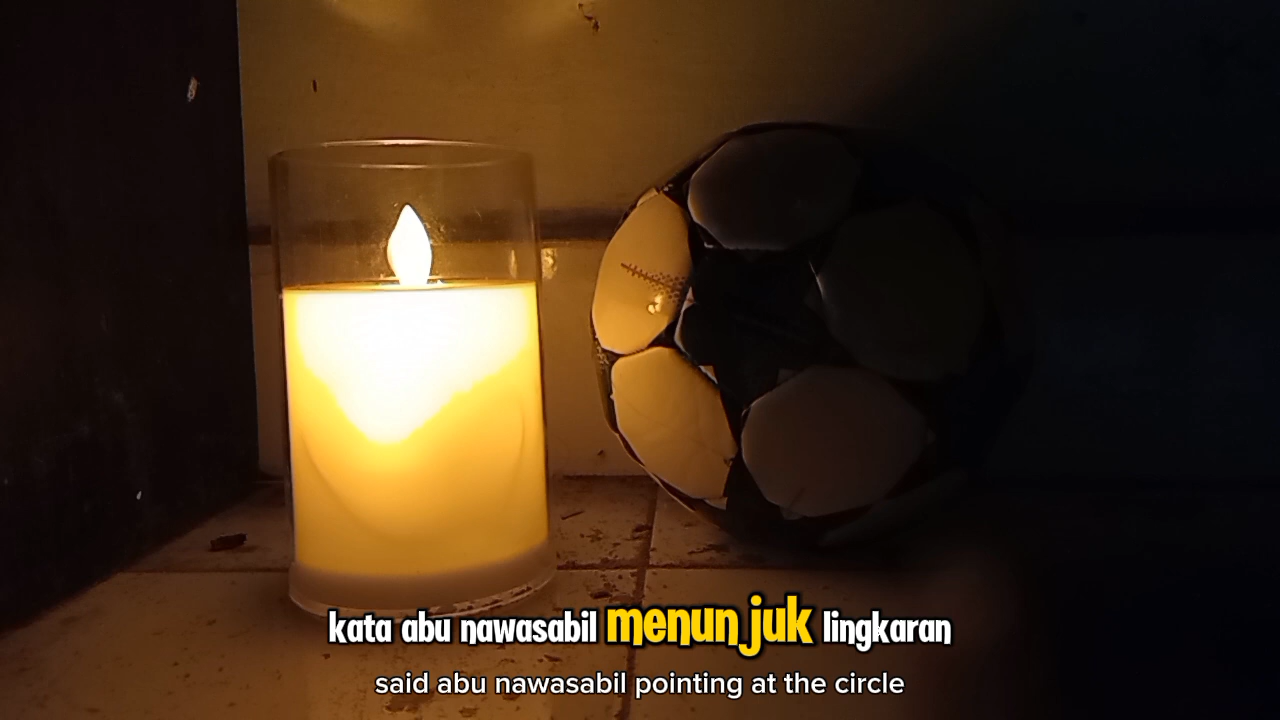 kata abu nawasabil menunjuk lingkaran
said abu nawasabil pointing at the circle